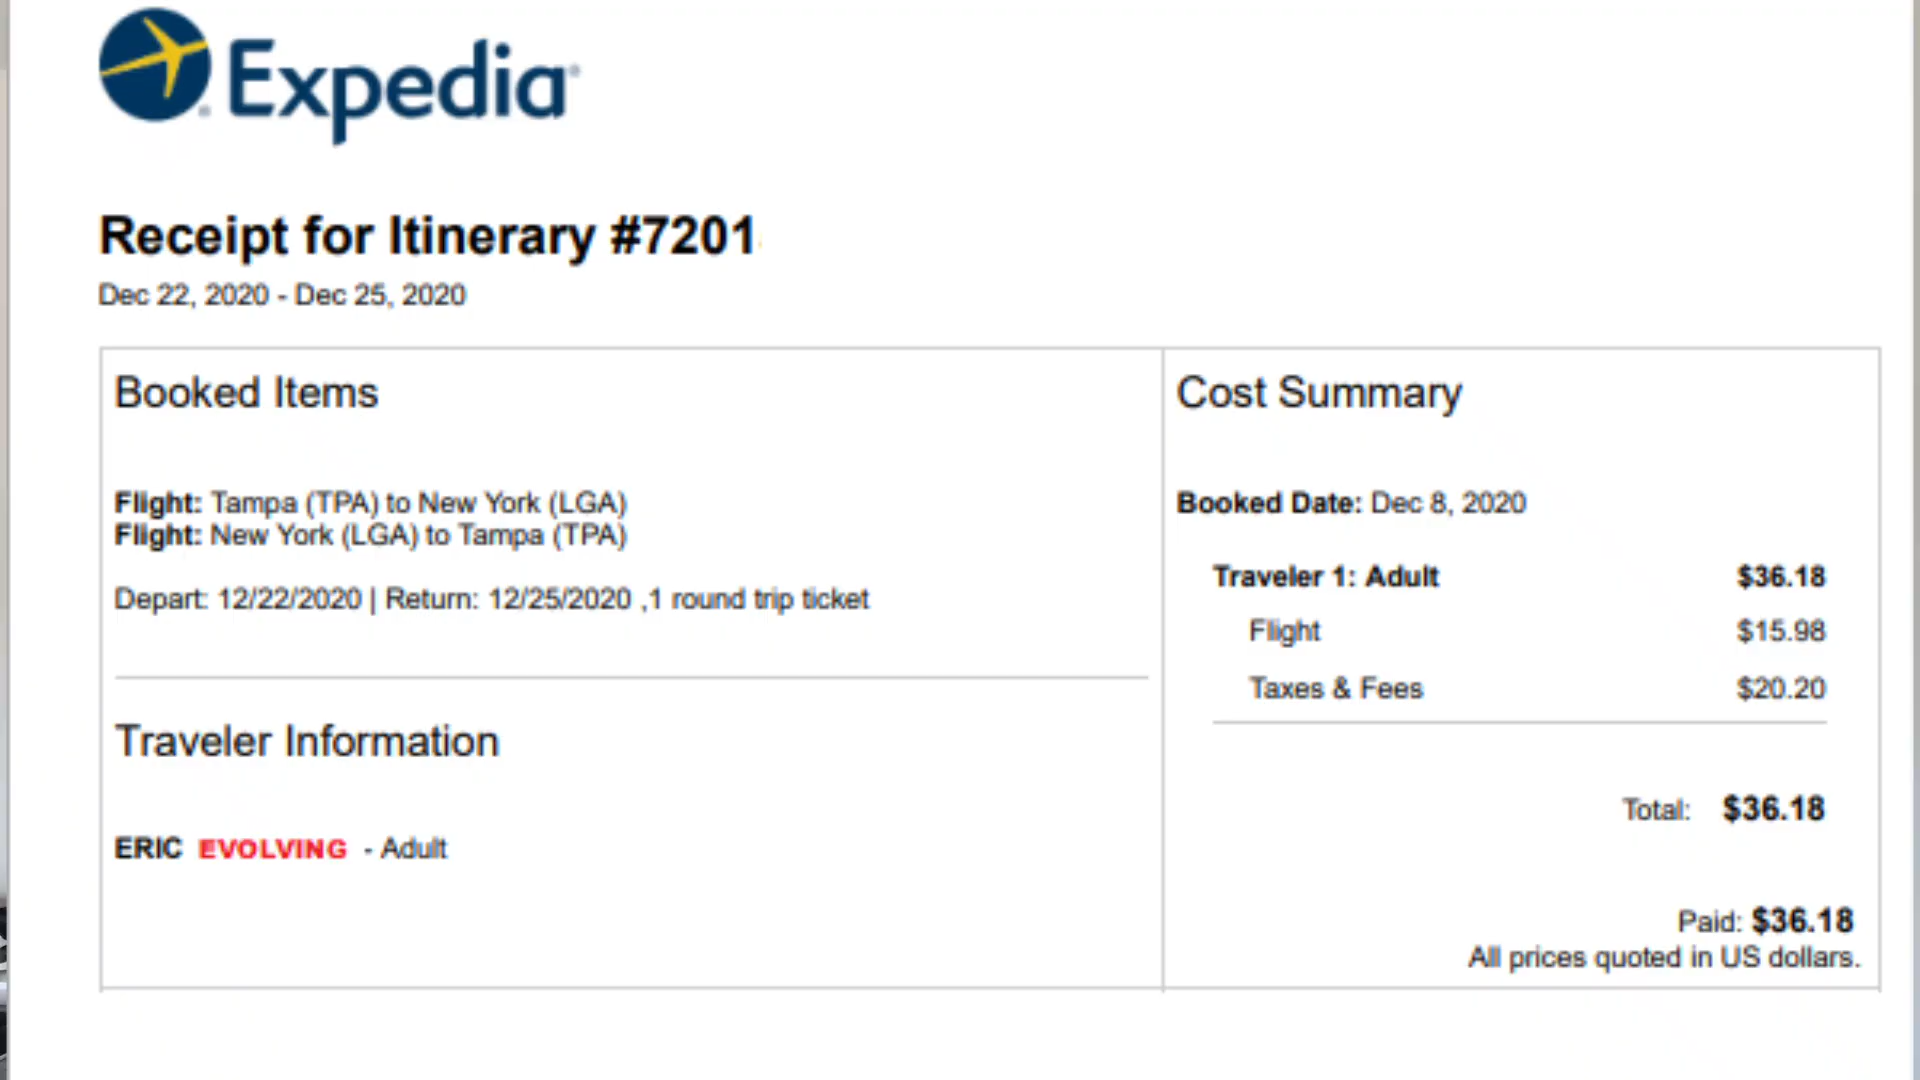 Expedia
Receipt for Itinerary #7201
Dec 22, 2020 - Dec 25, 2020
Booked Items
Flight: Tampa (TPA) to New York (LGA)
Flight: New York (LGA) to Tampa (TPA)
Depart: 12/22/2020 | Return: 12/25/2020 ,1 round trip ticket
Traveler Information
ERIC EVOLVING - Adult
Cost Summary
Booked Date: Dec 8, 2020
Traveler 1: Adult $36.18
Flight $15.98
Taxes & Fees $20.20
Total: $36.18
Paid: $36.18
All prices quoted in US dollars.